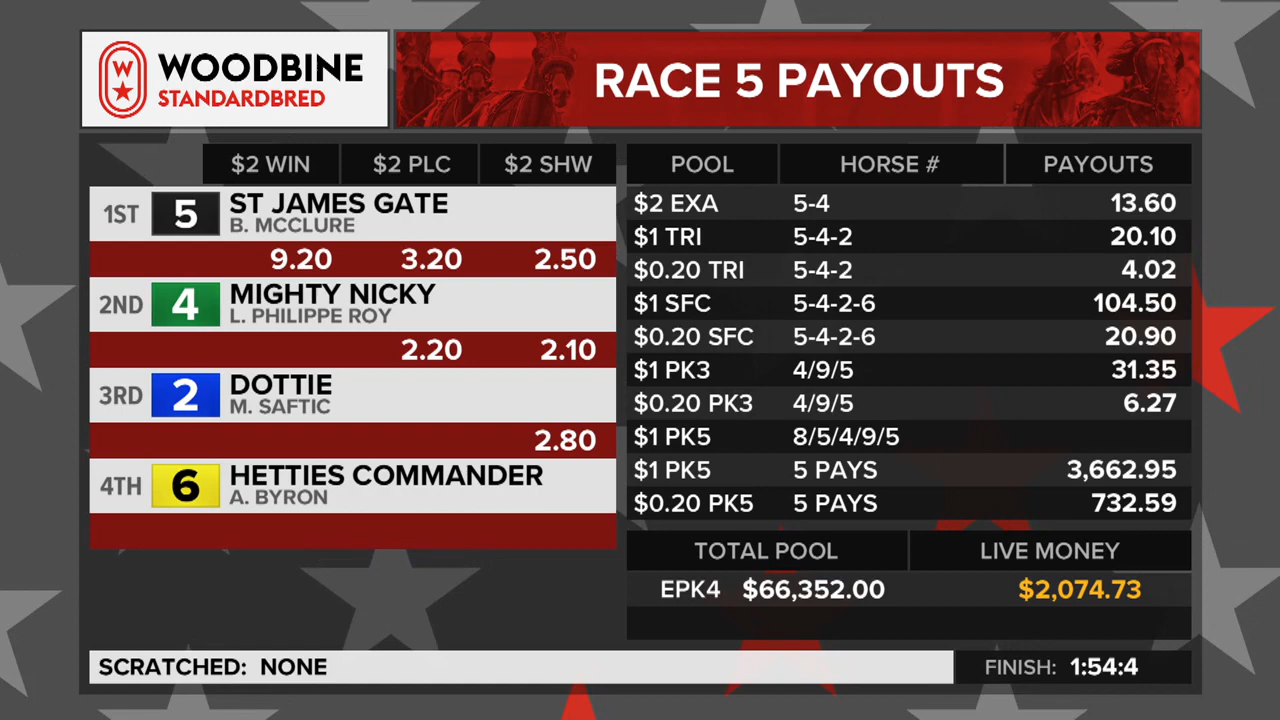 W
WOODBINE
STANDARDBRED
RACE 5 PAYOUTS
$2 WIN $2 PLC $2 SHW
1ST 5 ST JAMES GATE
B. MCCLURE
9.20 3.20 2.50
2ND 4 MIGHTY NICKY
L. PHILIPPE ROY
2.20 2.10
3RD 2 DOTTIE
M. SAFTIC
2.80
4TH 6 HETTIES COMMANDER
A. BYRON
POOL HORSE # PAYOUTS
$2 EXA 5-4 13.60
$1 TRI 5-4-2 20.10
$0.20 TRI 5-4-2 4.02
$1 SFC 5-4-2-6 104.50
$0.20 SFC 5-4-2-6 20.90
$1 PK3 4/9/5 31.35
$0.20 PK3 4/9/5 6.27
$1 PK5 8/5/4/9/5
$1 PK5 5 PAYS 3,662.95
$0.20 PK5 5 PAYS 732.59
TOTAL POOL LIVE MONEY
EPK4 $66,352.00 $2,074.73
SCRATCHED: NONE
FINISH: 1:54:4